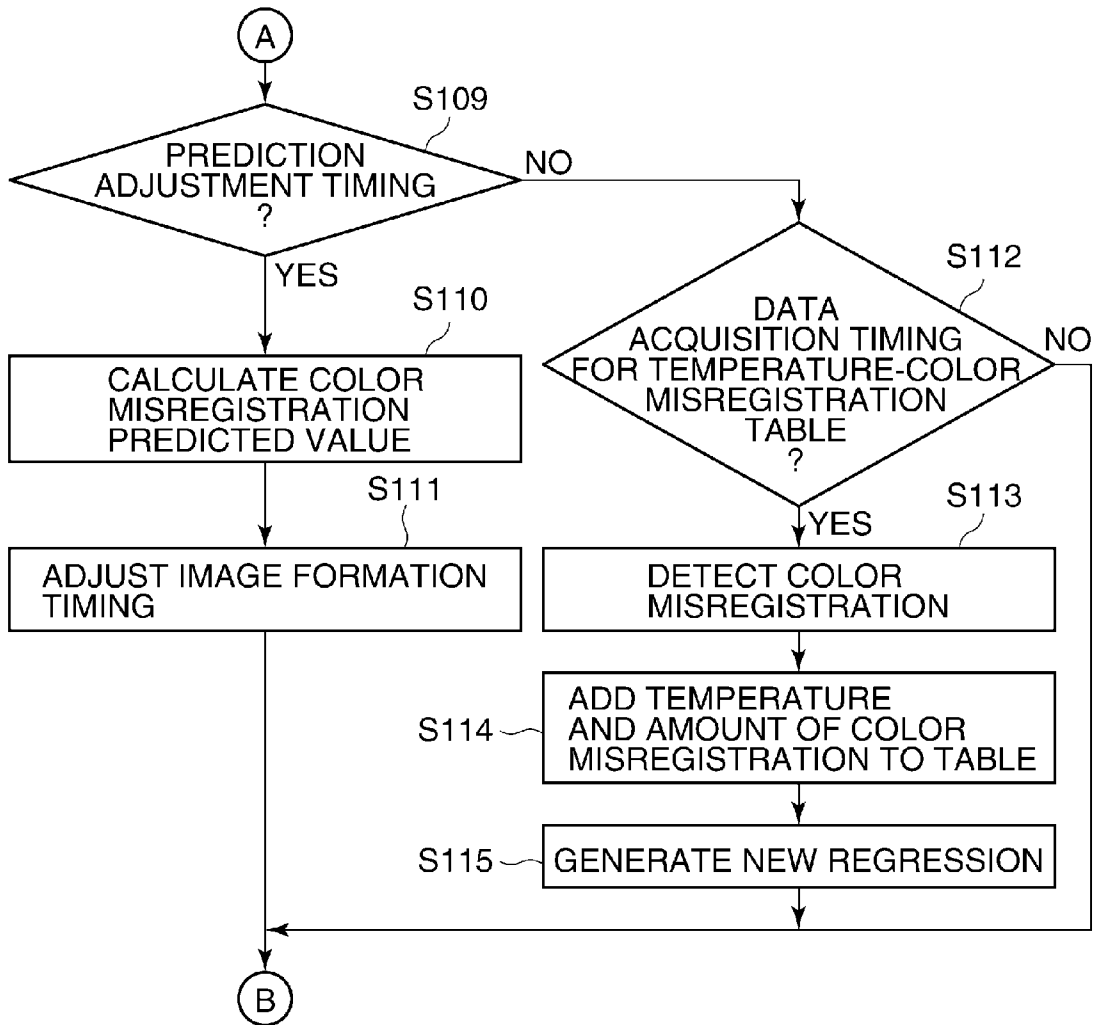 A
S109
PREDICTION
ADJUSTMENT TIMING
?
NO
YES
S110
CALCULATE COLOR
MISREGISTRATION
PREDICTED VALUE
S111
ADJUST IMAGE FORMATION
TIMING
S112
DATA
ACQUISITION TIMING
FOR TEMPERATURE-COLOR
MISREGISTRATION
TABLE
?
NO
YES
S113
DETECT COLOR
MISREGISTRATION
S114
ADD TEMPERATURE
AND AMOUNT OF COLOR
MISREGISTRATION TO TABLE
S115
GENERATE NEW REGRESSION
B